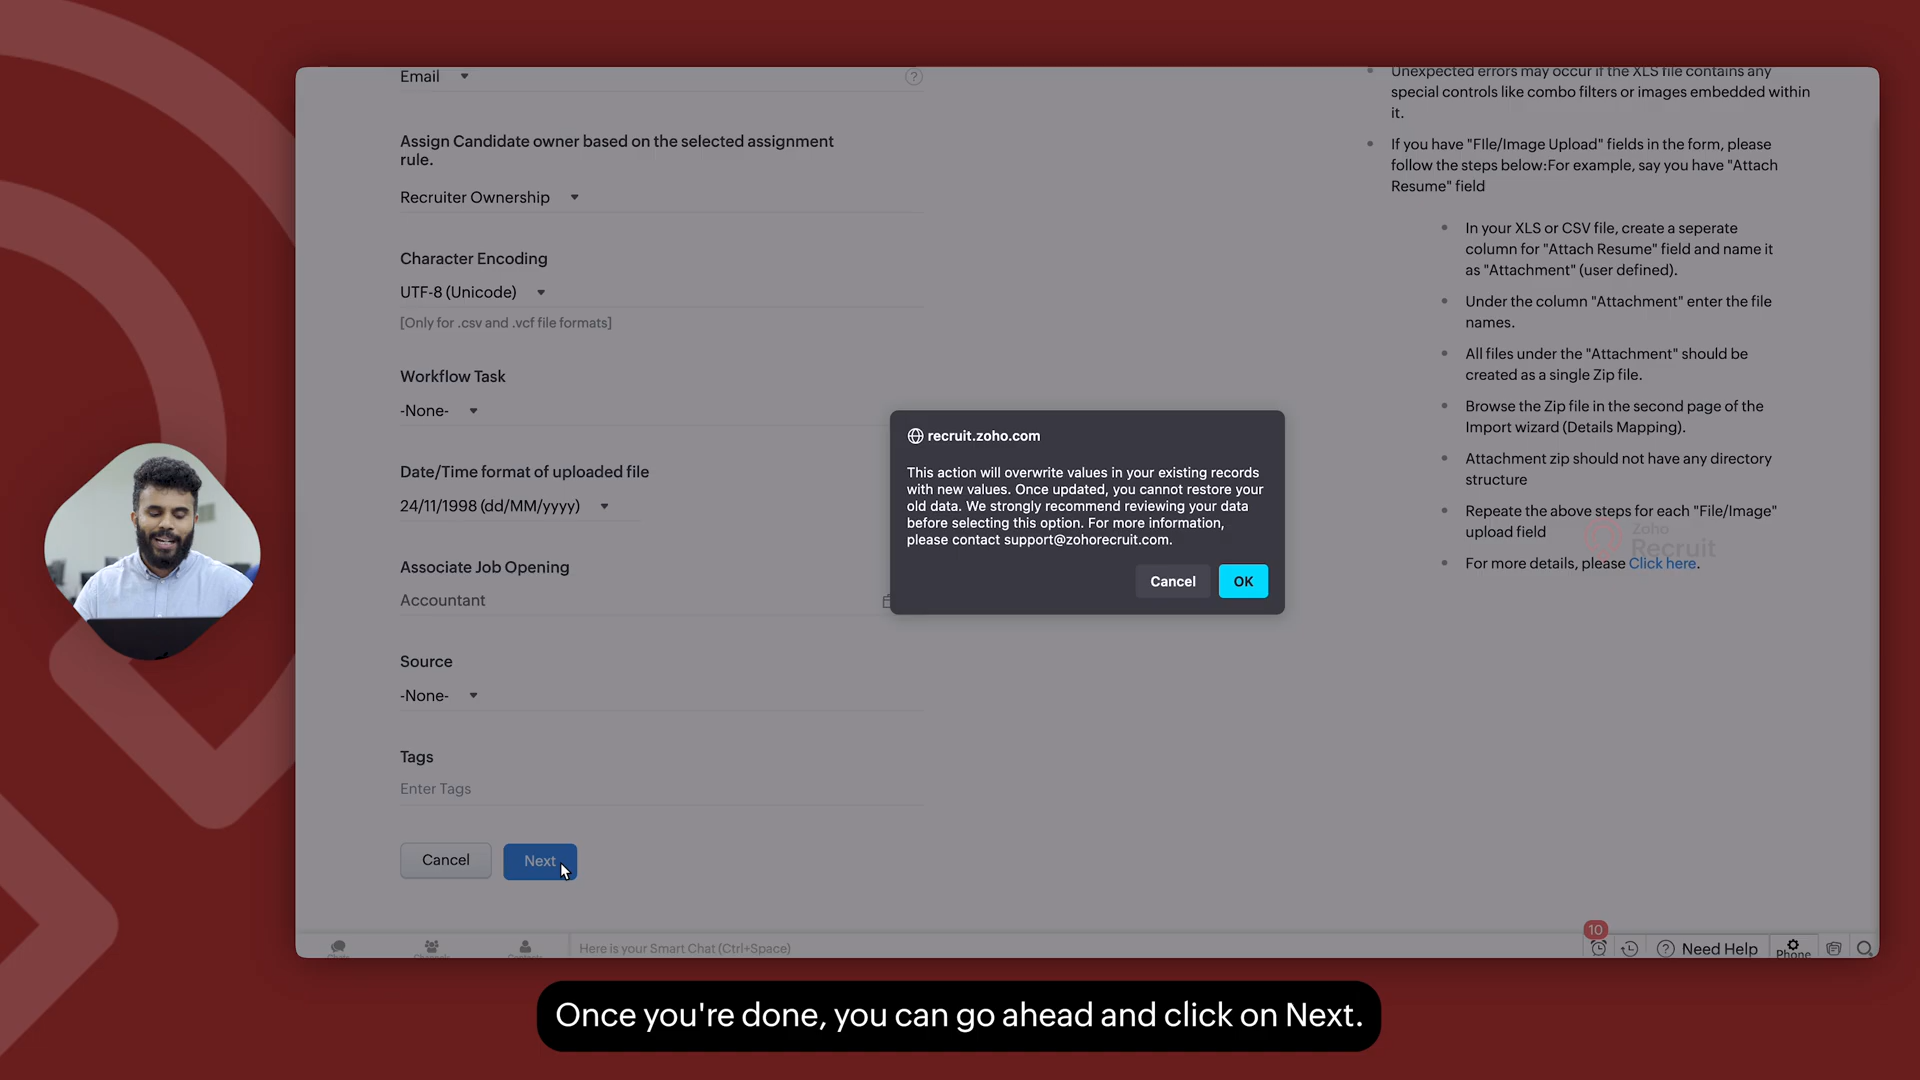 Email
Assign Candidate owner based on the selected assignment
rule.
Recruiter Ownership
Character Encoding
UTF-8 (Unicode)
[Only for .csv and .vcf file formats]
Workflow Task
-None-
Date/Time format of uploaded file
24/11/1998 (dd/MM/yyyy)
Associate Job Opening
Accountant
Source
-None-
Tags
Enter Tags
Cancel
Next
recruit.zoho.com
This action will overwrite values in your existing records
with new values. Once updated, you cannot restore your
old data. We strongly recommend reviewing your data
before selecting this option. For more information,
please contact support@zohorecruit.com.
Cancel
OK
Unexpected errors may occur if the XLS file contains any
special controls like combo filters or images embedded within
it.
If you have "FIle/Image Upload" fields in the form, please
follow the steps below:For example, say you have "Attach
Resume" field
In your XLS or CSV file, create a seperate
column for "Attach Resume" field and name it
as "Attachment" (user defined).
Under the column "Attachment" enter the file
names.
All files under the "Attachment" should be
created as a single Zip file.
Browse the Zip file in the second page of the
Import wizard (Details Mapping).
Attachment zip should not have any directory
structure
Repeat the above steps for each "File/Image"
upload field
For more details, please Click here.
Zoho
Recruit
Here is your Smart Chat (Ctrl+Space)
10
Need Help
Phone
Once you're done, you can go ahead and click on Next.